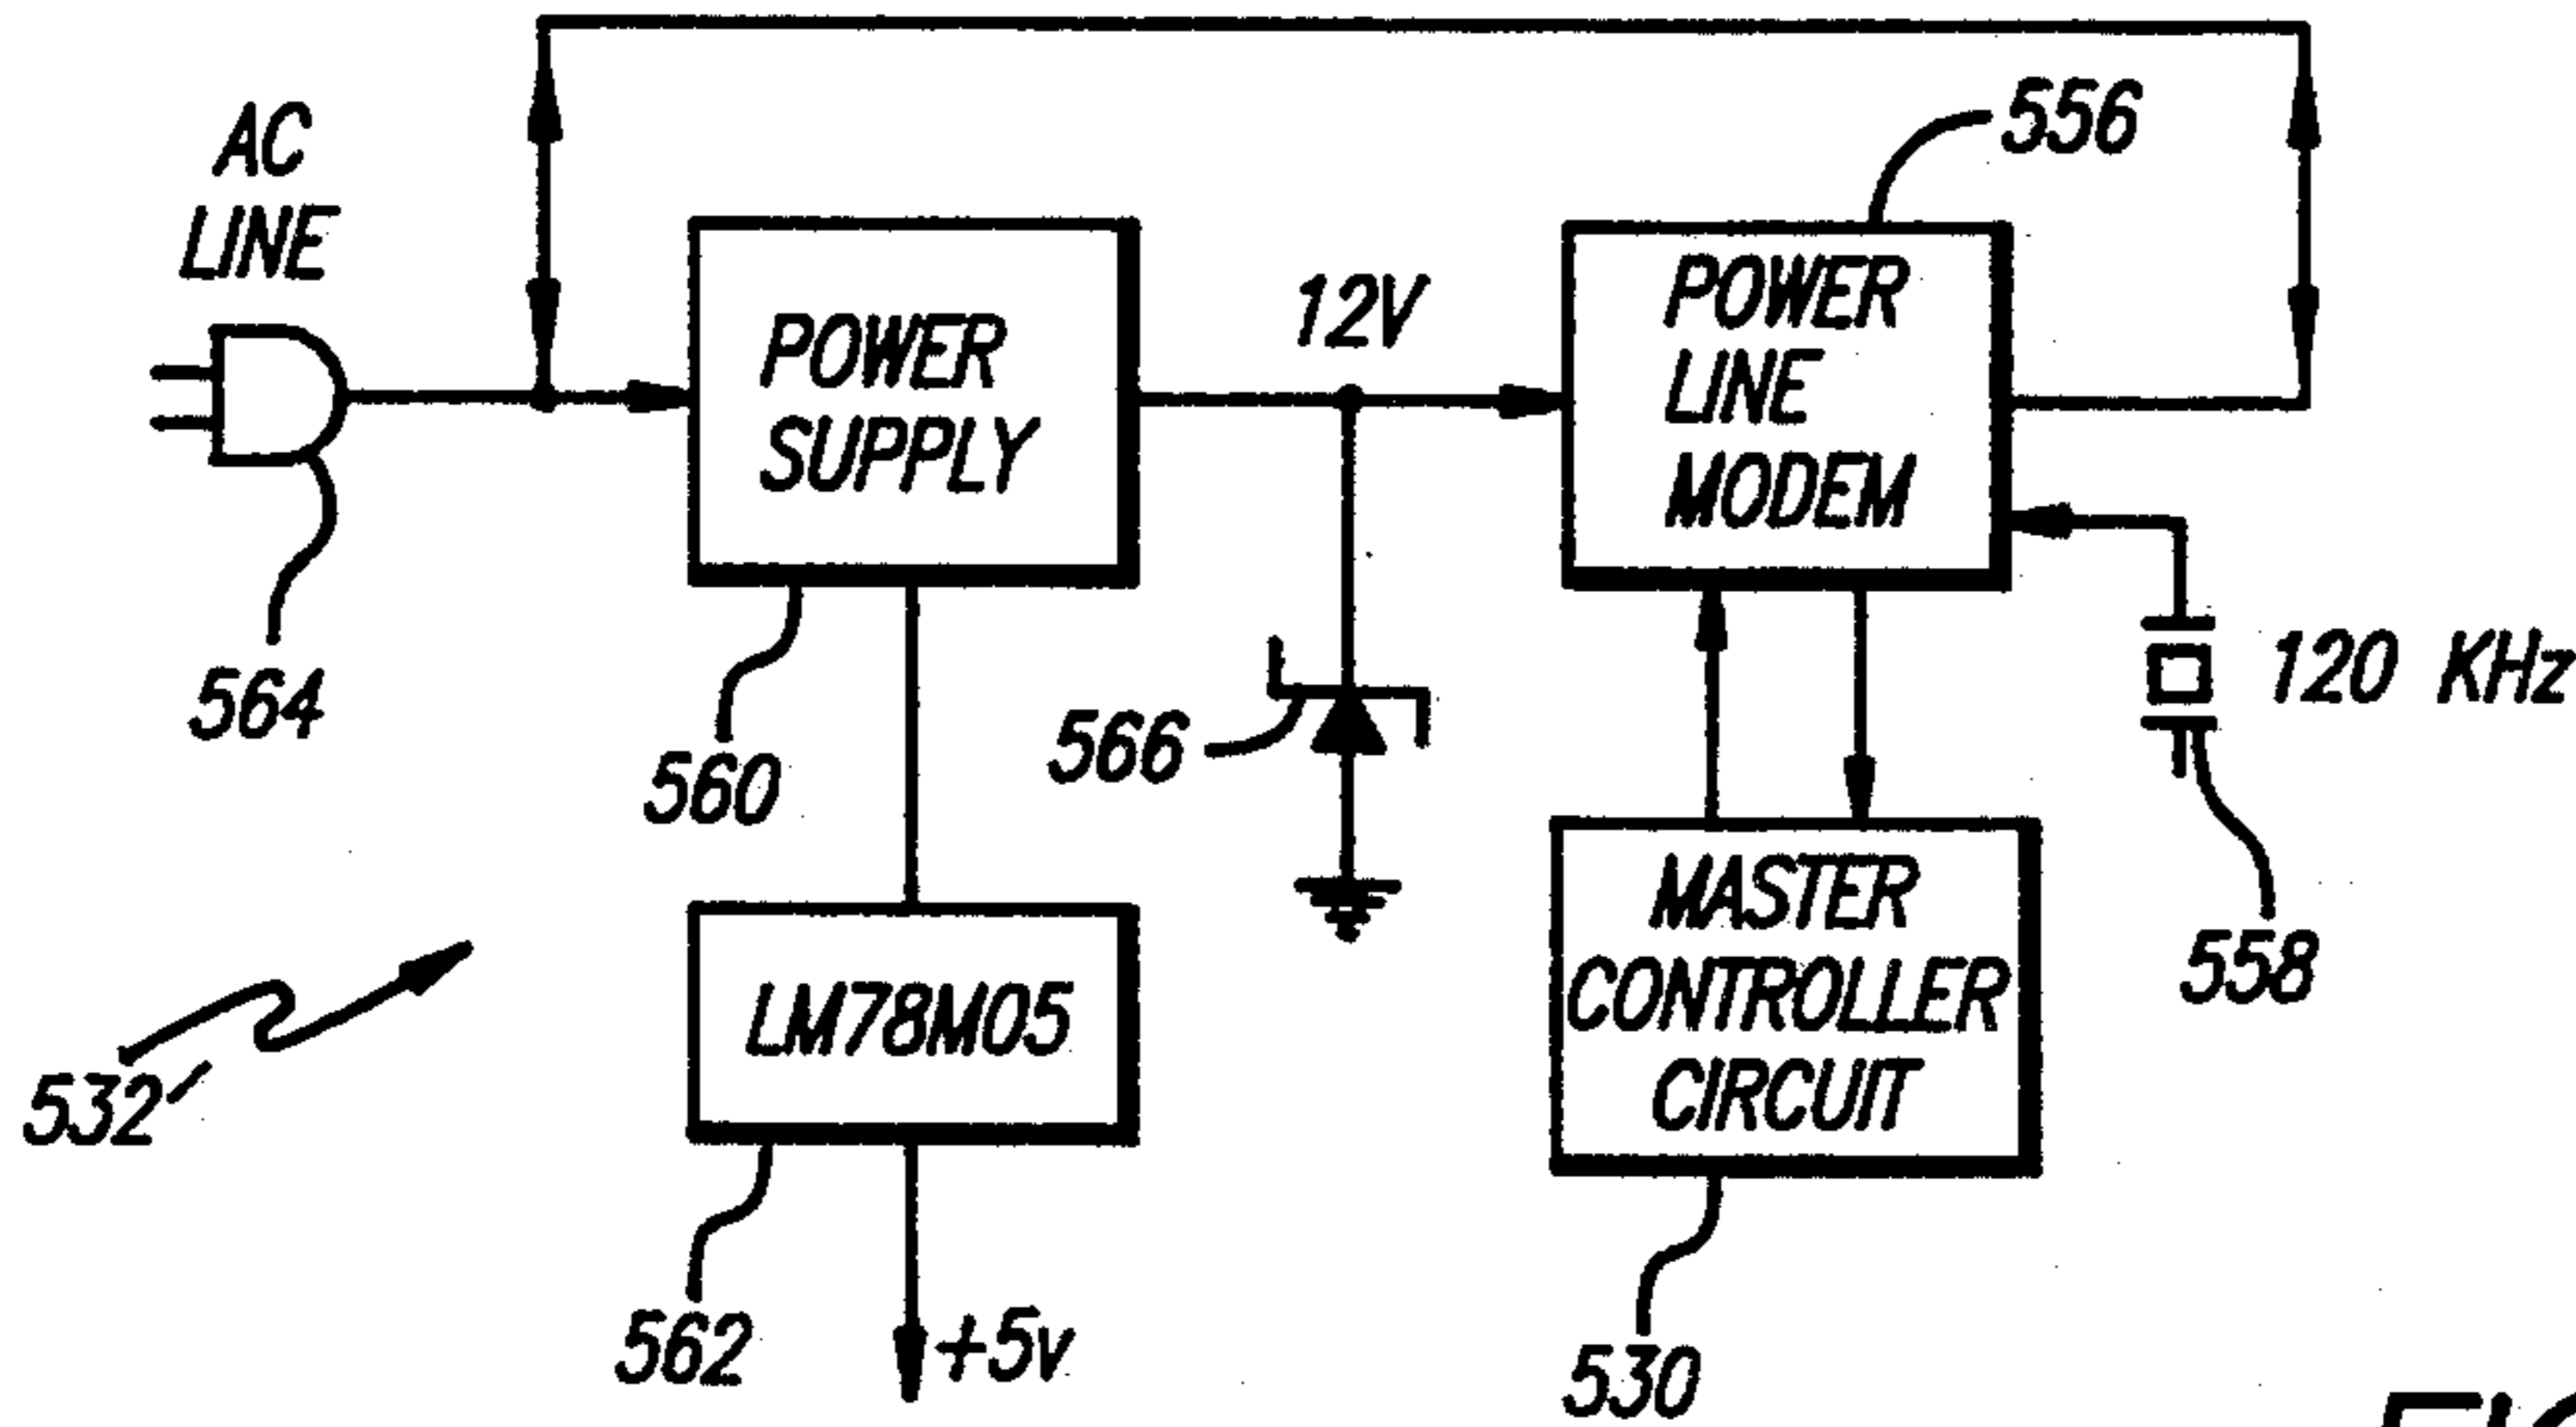 AC
LINE
556
POWER
SUPPLY
12V
POWER
LINE
MODEM
564
560
566
120 KHz
558
532'
LM78M05
MASTER
CONTROLLER
CIRCUIT
562
+5v
530